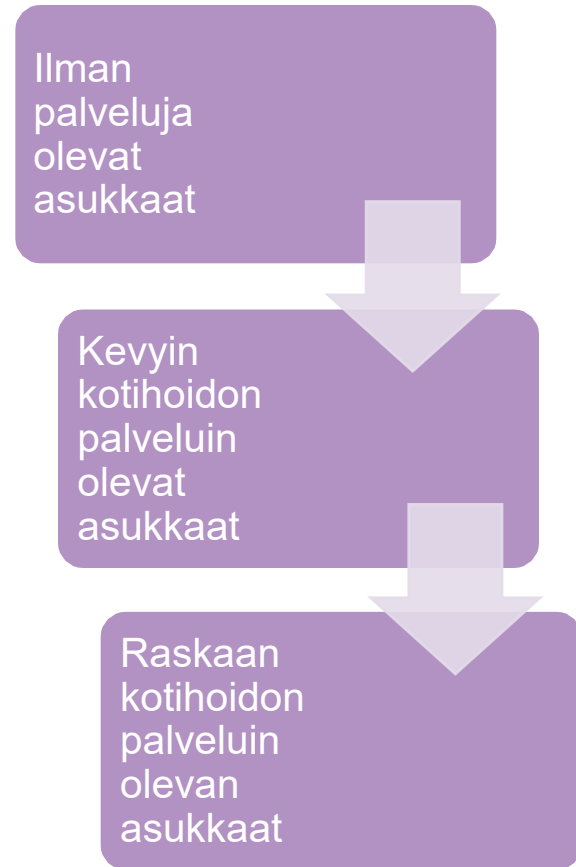 Ilman
palveluja
olevat
asukkaat
Kevyin
kotihoidon
palveluin
olevat
asukkaat
Raskaan
kotihoidon
palveluin
olevan
asukkaat